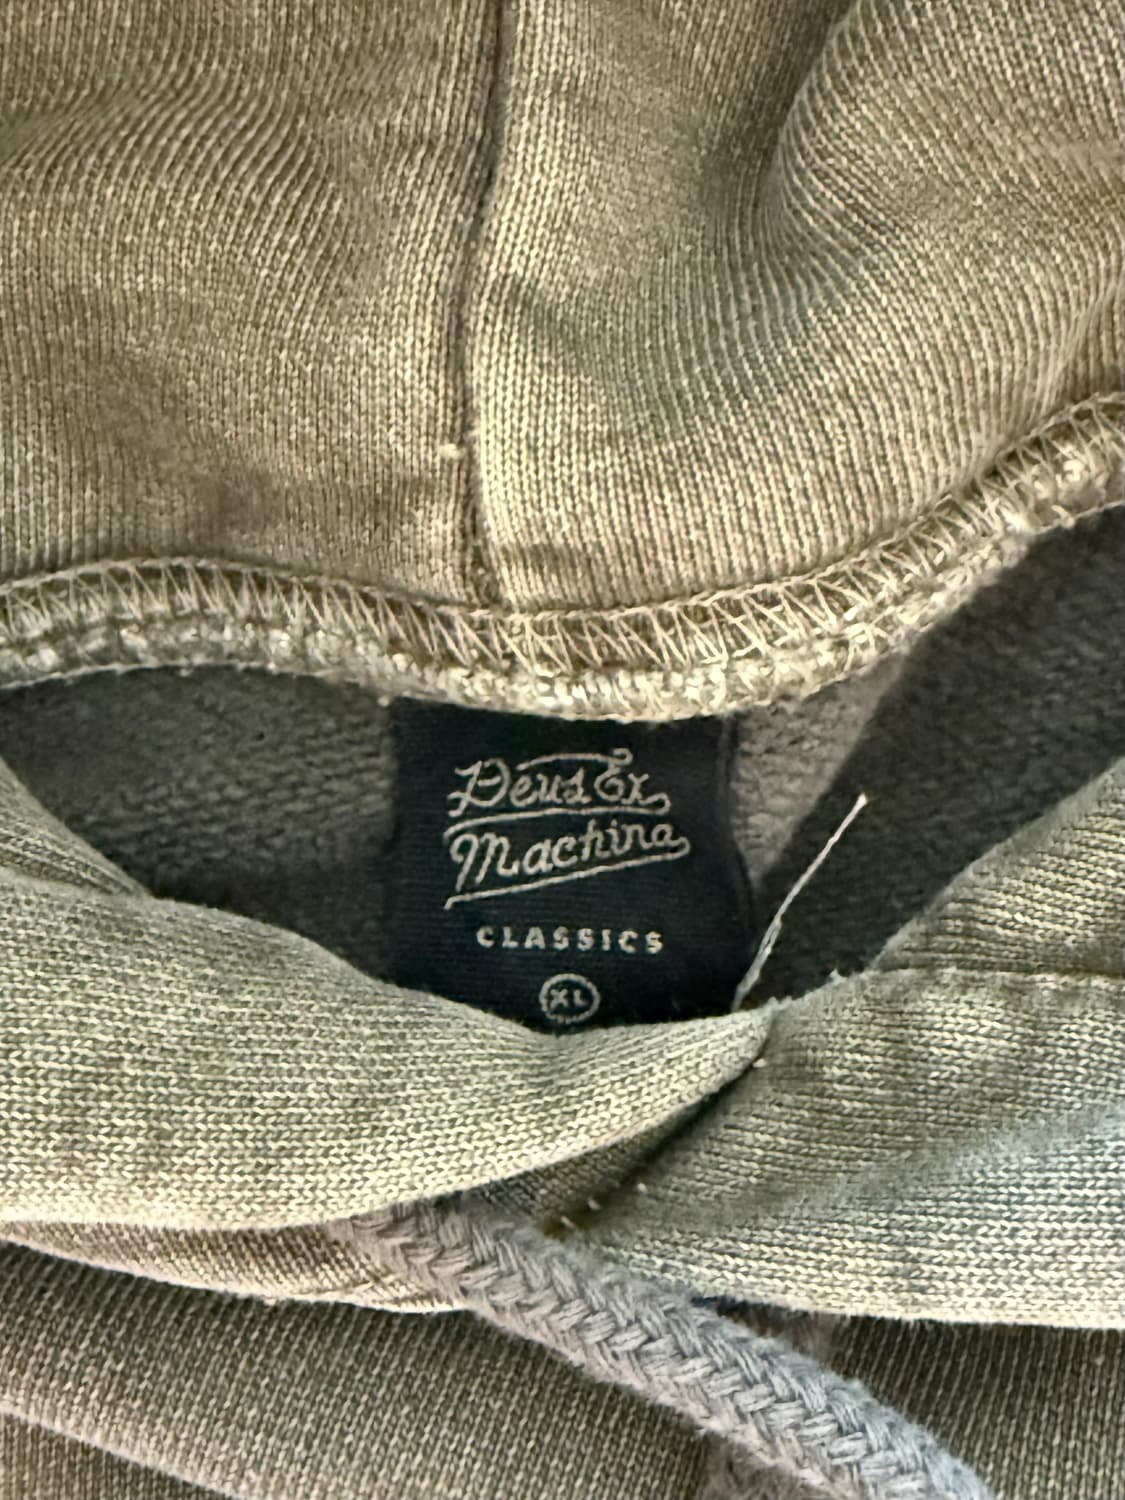 Deus Ex
Machina
CLASSICS
XL